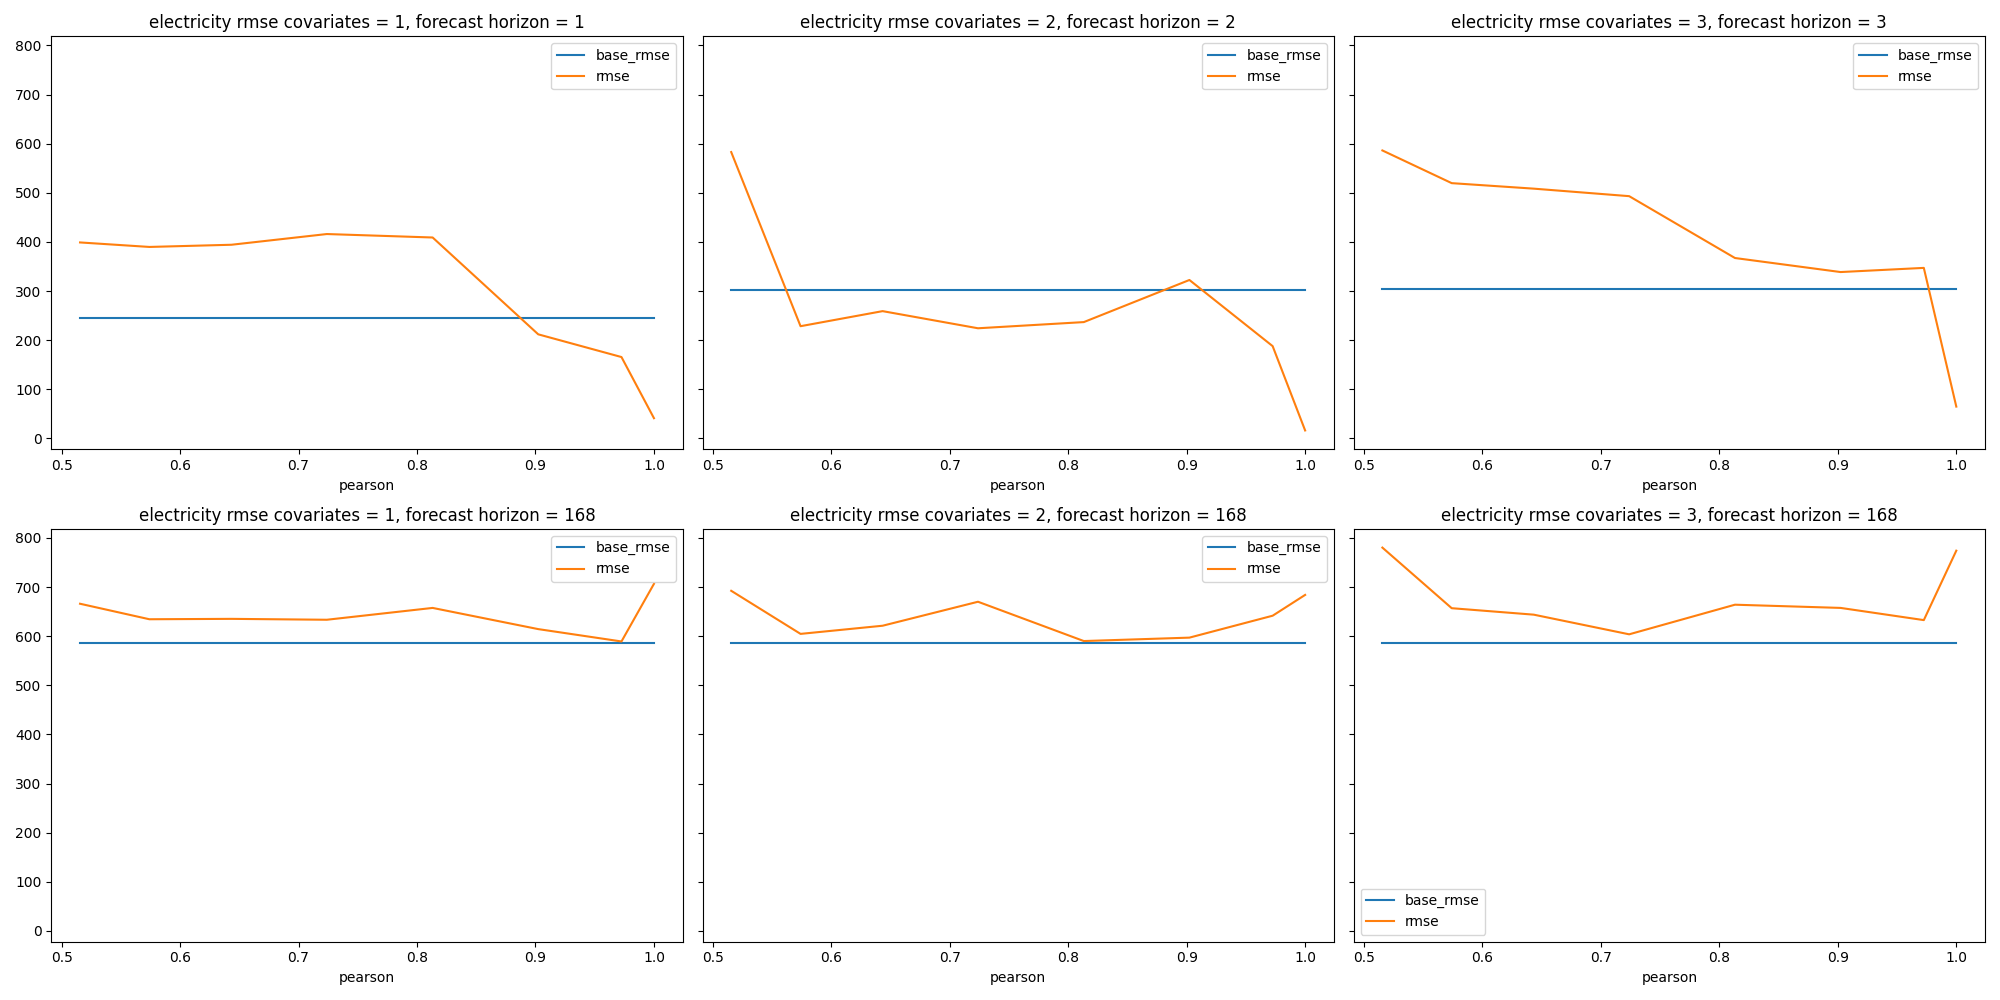 electricity rmse covariates = 1, forecast horizon = 1
800
700
600
500
400
300
200
100
0
base_rmse
rmse
0.5 0.6 0.7 0.8 0.9 1.0
pearson
electricity rmse covariates = 2, forecast horizon = 2
base_rmse
rmse
0.5 0.6 0.7 0.8 0.9 1.0
pearson
electricity rmse covariates = 3, forecast horizon = 3
base_rmse
rmse
0.5 0.6 0.7 0.8 0.9 1.0
pearson
electricity rmse covariates = 1, forecast horizon = 168
800
700
600
500
400
300
200
100
0
base_rmse
rmse
0.5 0.6 0.7 0.8 0.9 1.0
pearson
electricity rmse covariates = 2, forecast horizon = 168
base_rmse
rmse
0.5 0.6 0.7 0.8 0.9 1.0
pearson
electricity rmse covariates = 3, forecast horizon = 168
base_rmse
rmse
0.5 0.6 0.7 0.8 0.9 1.0
pearson